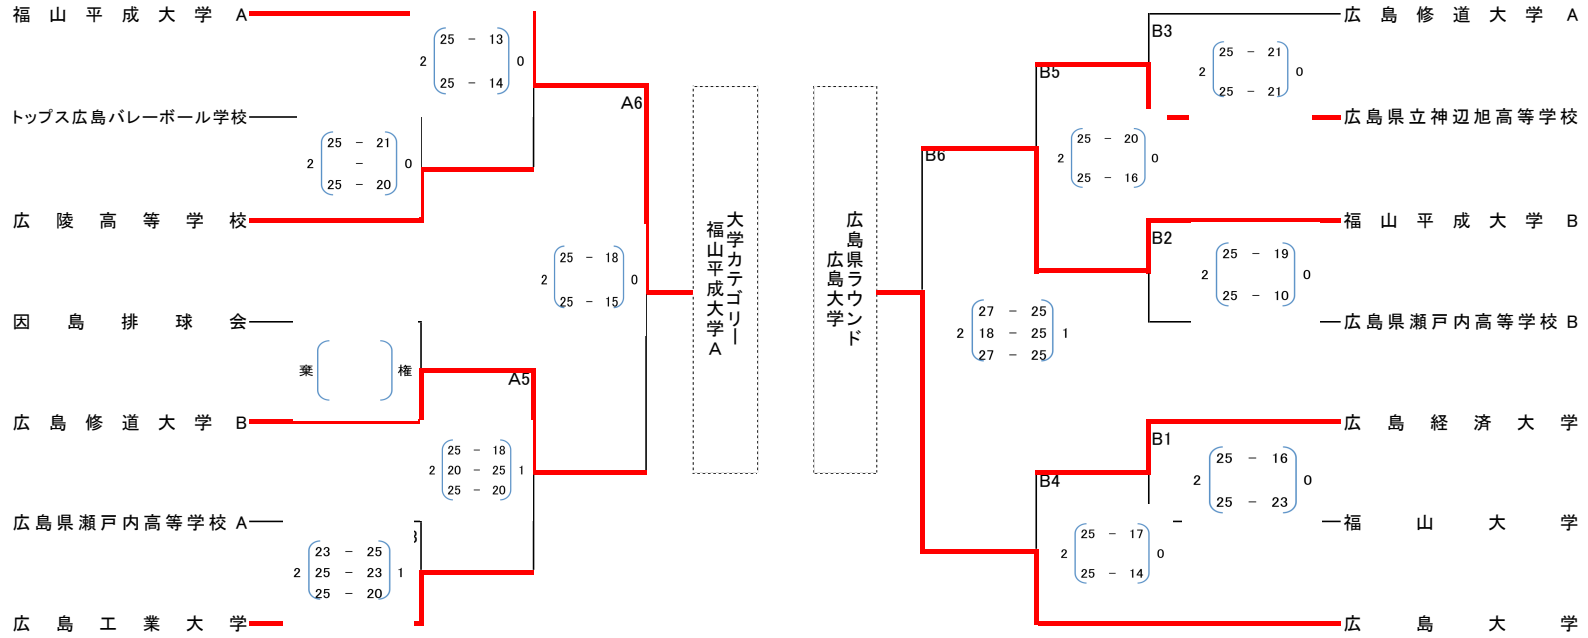 福山平成大学 A
25 － 13
2 0
25 － 14
A6
トップス広島バレーボール学校
25 － 21
2 － 0
25 － 20
広陵高等学校
25 － 18
2 0
25 － 15
因島排球会
棄 権
A5
広島修道大学 B
25 － 18
2 20 － 25 1
25 － 20
広島県瀬戸内高等学校 A
23 － 25
2 25 － 23 1
25 － 20
広島工業大学
大学カテゴリー
福山平成大学A
広島県ラウンド
広島大学
広島修道大学 A
B3
25 － 21
2 0
25 － 21
B5
広島県立神辺旭高等学校
25 － 20
2 0
25 － 16
B6
福山平成大学 B
B2
25 － 19
2 0
25 － 10
広島県瀬戸内高等学校 B
27 － 25
2 18 － 25 1
27 － 25
広島経済大学
B1
25 － 16
2 0
25 － 23
B4
福山大学
25 － 17
2 0
25 － 14
広島大学